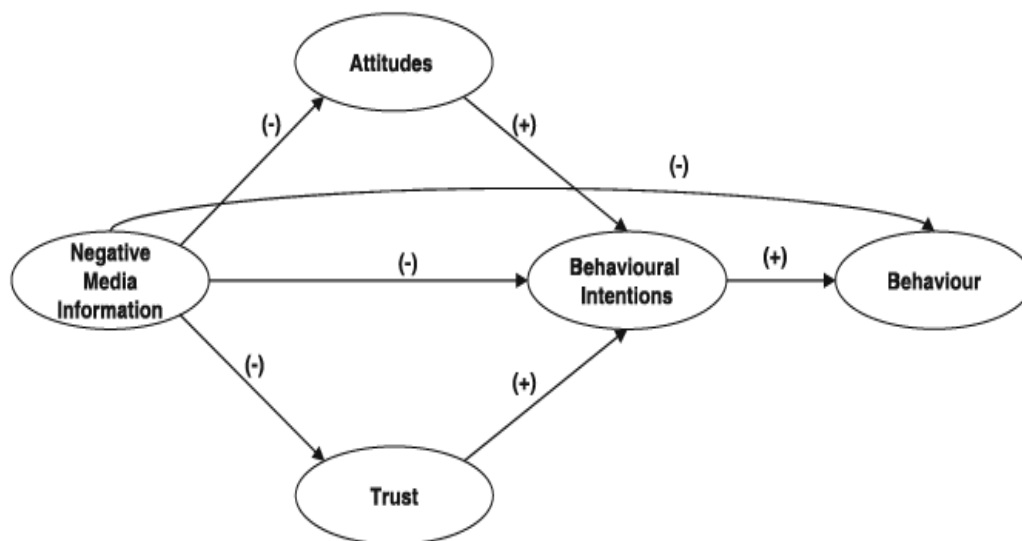 Attitudes
(-)
(+)
(-)
Negative
Media
Information
(-)
Behavioural
Intentions
(+)
Behaviour
(-)
(+)
Trust